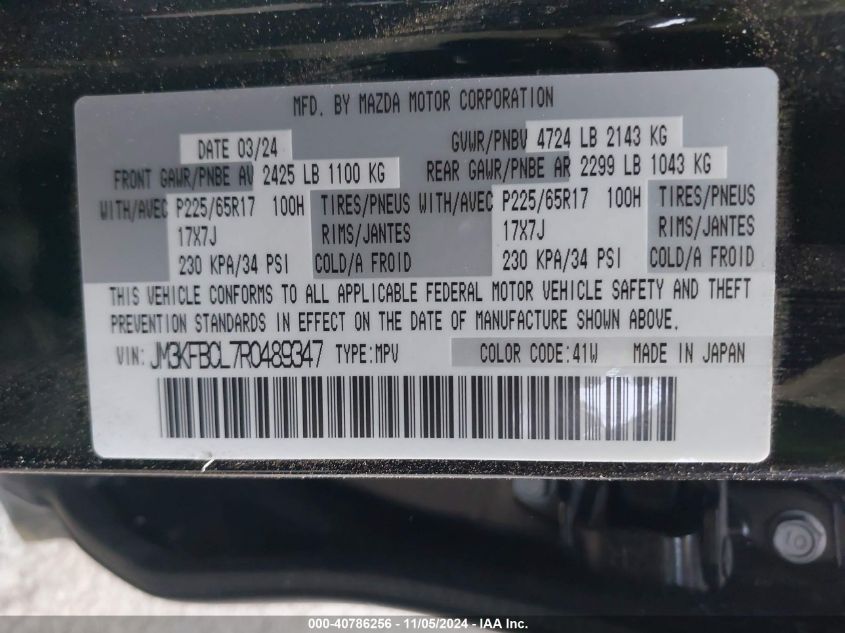 MFD. BY MAZDA MOTOR CORPORATION
DATE 03/24 GVWR/PNBV 4724 LB 2143 KG
FRONT GAWR/PNBE AV 2425 LB 1100 KG REAR GAWR/PNBE AR 2299 LB 1043 KG
WITH/AVEC P225/65R17 100H TIRES/PNEUS WITH/AVEC P225/65R17 100H TIRES/PNEUS
17X7J RIMS/JANTES 17X7J RIMS/JANTES
230 KPA/34 PSI COLD/A FROID 230 KPA/34 PSI COLD/A FROID
THIS VEHICLE CONFORMS TO ALL APPLICABLE FEDERAL MOTOR VEHICLE SAFETY AND THEFT
PREVENTION STANDARDS IN EFFECT ON THE DATE OF MANUFACTURE SHOWN ABOVE.
VIN: JM3KFBCL7R0489347 TYPE:MPV COLOR CODE:41W MADE IN JAPAN
10
000-40786256 - 11/05/2024 - IAA Inc.